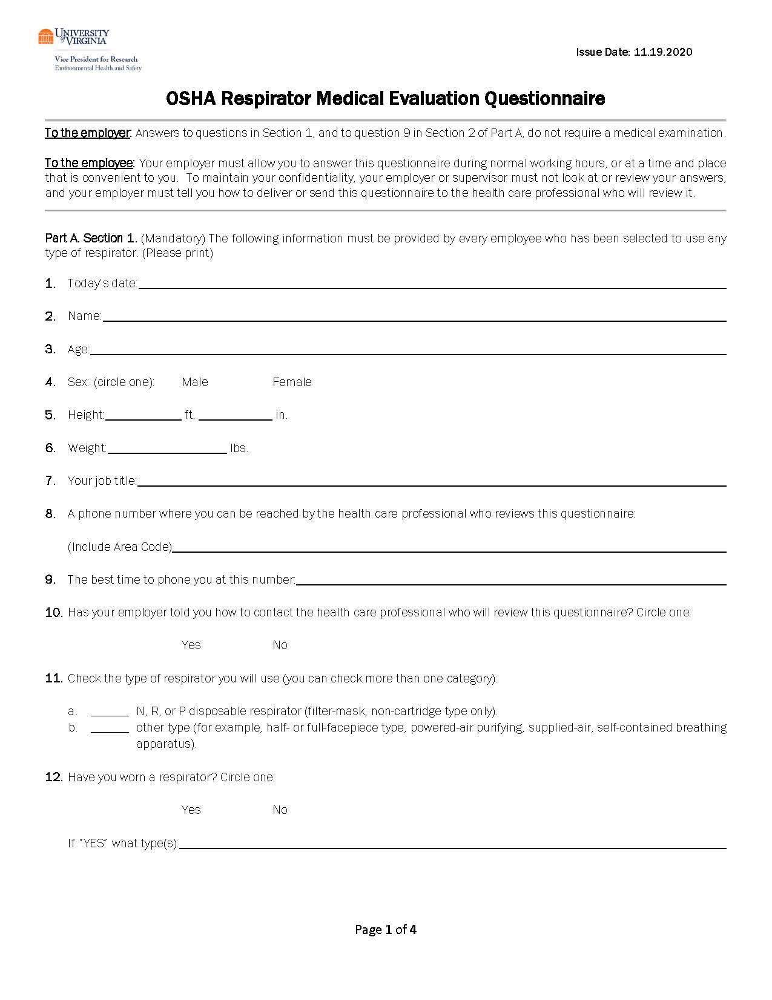 UNIVERSITY
of VIRGINIA
Vice President for Research
Environmental Health and Safety
Issue Date: 11.19.2020
OSHA Respirator Medical Evaluation Questionnaire
To the employer: Answers to questions in Section 1, and to question 9 in Section 2 of Part A, do not require a medical examination.
To the employee: Your employer must allow you to answer this questionnaire during normal working hours, or at a time and place
that is convenient to you. To maintain your confidentiality, your employer or supervisor must not look at or review your answers,
and your employer must tell you how to deliver or send this questionnaire to the health care professional who will review it.
Part A. Section 1. (Mandatory) The following information must be provided by every employee who has been selected to use any
type of respirator. (Please print)
1. Today's date:
2. Name:
3. Age:
4. Sex: (circle one): Male Female
5. Height: ft. in.
6. Weight: lbs.
7. Your job title:
8. A phone number where you can be reached by the health care professional who reviews this questionnaire:
(Include Area Code)
9. The best time to phone you at this number:
10. Has your employer told you how to contact the health care professional who will review this questionnaire? Circle one:
Yes No
11. Check the type of respirator you will use (you can check more than one category):
a. ______ N, R, or P disposable respirator (filter-mask, non-cartridge type only).
b. ______ other type (for example, half- or full-facepiece type, powered-air purifying, supplied-air, self-contained breathing
apparatus).
12. Have you worn a respirator? Circle one:
Yes No
If "YES" what type(s):
Page 1 of 4